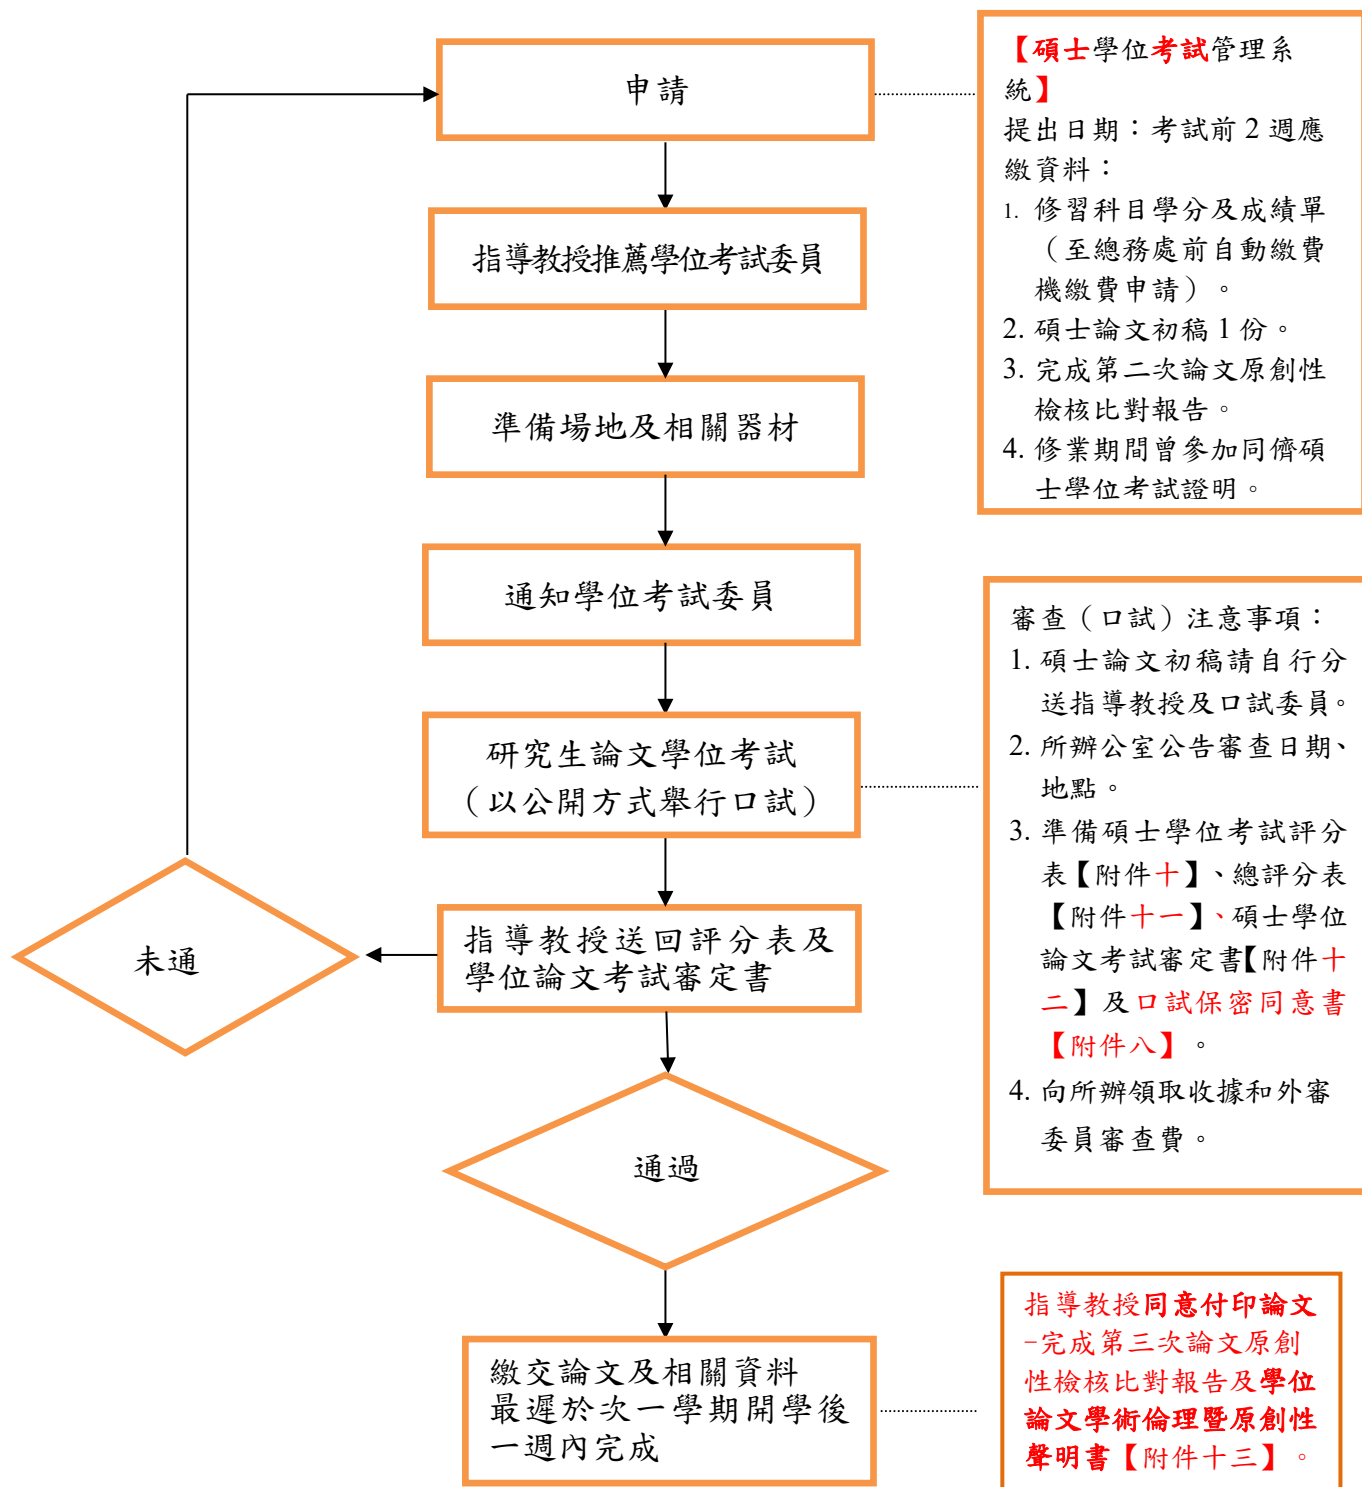 申請
【碩士學位考試管理系
統】
提出日期：考試前 2 週應
繳資料：
1. 修習科目學分及成績單
（至總務處前自動繳費
機繳費申請）。
2. 碩士論文初稿 1 份。
3. 完成第二次論文原創性
檢核比對報告。
4. 修業期間曾參加同儕碩
士學位考試證明。
指導教授推薦學位考試委員
準備場地及相關器材
通知學位考試委員
研究生論文學位考試
（以公開方式舉行口試）
審查（口試）注意事項：
1. 碩士論文初稿請自行分
送指導教授及口試委員。
2. 所辦公室公告審查日期、
地點。
3. 準備碩士學位考試評分
表【附件十】、總評分表
【附件十一】、碩士學位
論文考試審定書【附件十
二】及口試保密同意書
【附件八】。
4. 向所辦領取收據和外審
委員審查費。
指導教授送回評分表及
學位論文考試審定書
未通
通過
繳交論文及相關資料
最遲於次一學期開學後
一週內完成
指導教授同意付印論文
-完成第三次論文原創
性檢核比對報告及學位
論文學術倫理暨原創性
聲明書【附件十三】。